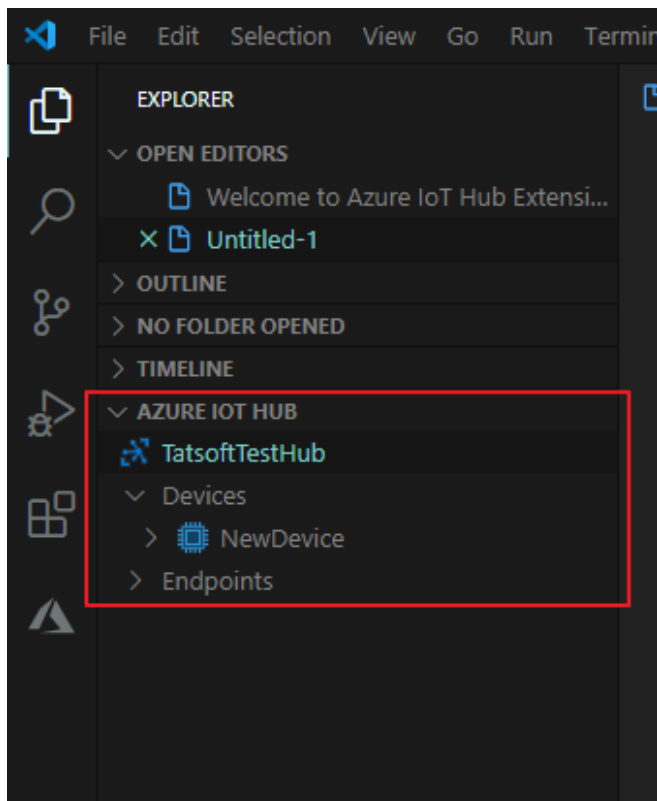 File Edit Selection View Go Run Termin
EXPLORER
OPEN EDITORS
Welcome to Azure IoT Hub Extensi...
Untitled-1
OUTLINE
NO FOLDER OPENED
TIMELINE
AZURE IOT HUB
TatsoftTestHub
Devices
NewDevice
Endpoints